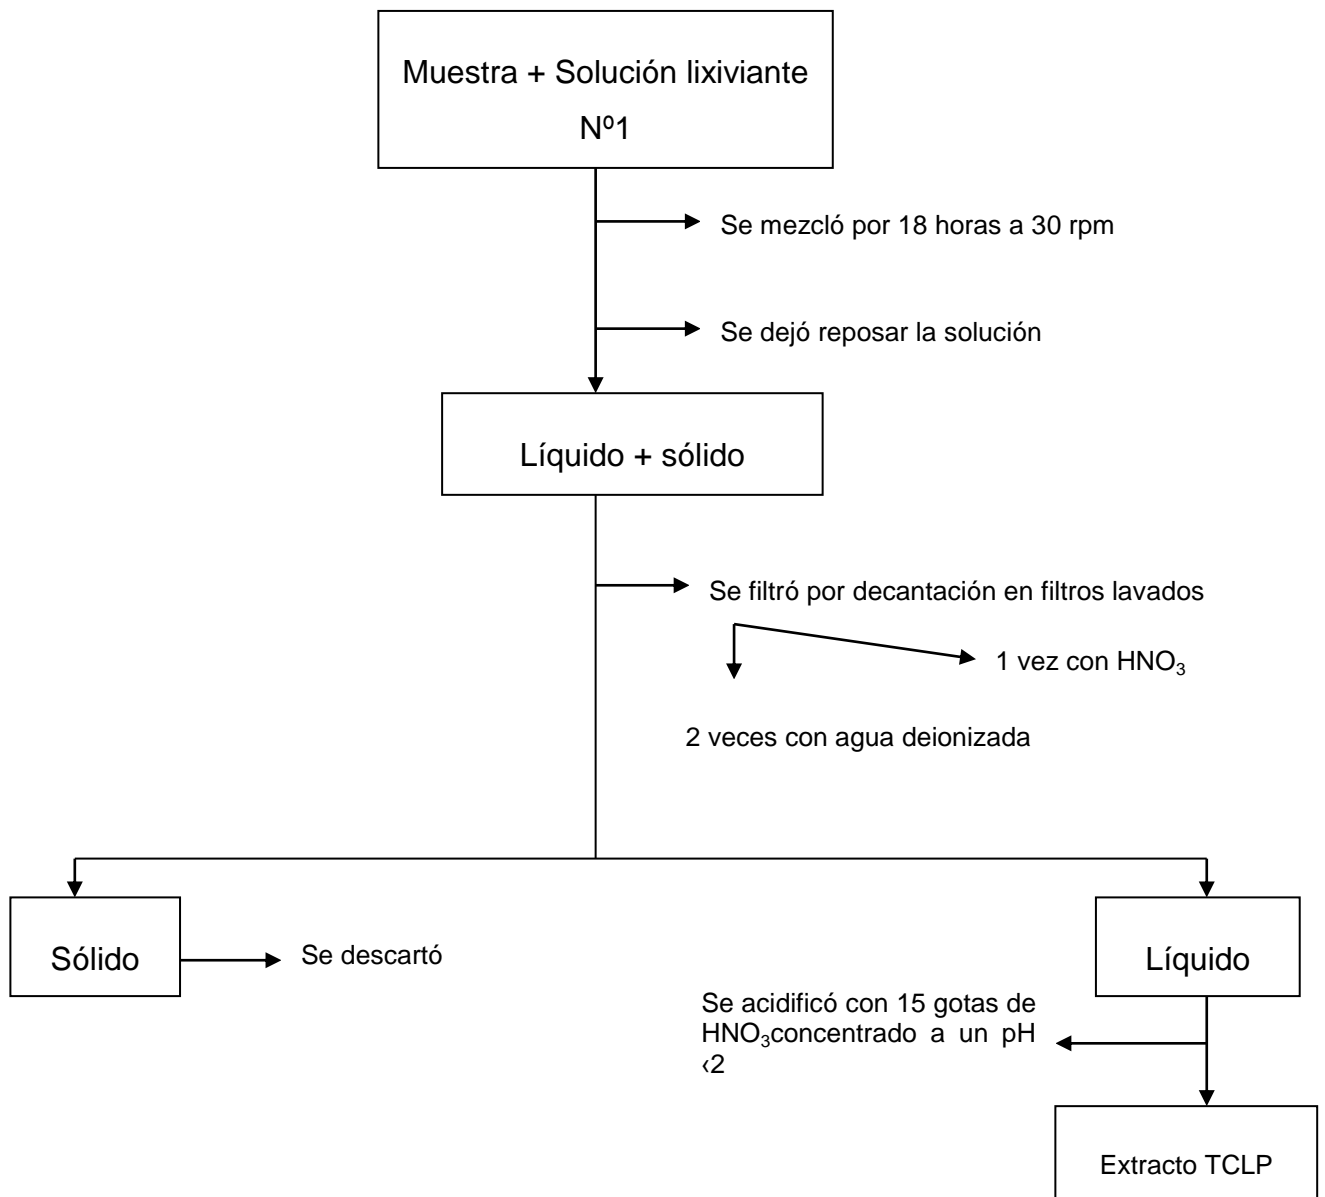 Muestra + Solución lixiviante
Nº1
Se mezcló por 18 horas a 30 rpm
Se dejó reposar la solución
Líquido + sólido
Se filtró por decantación en filtros lavados
1 vez con HNO₃
2 veces con agua deionizada
Sólido
Se descartó
Líquido
Se acidificó con 15 gotas de
HNO₃concentrado a un pH
‹2
Extracto TCLP